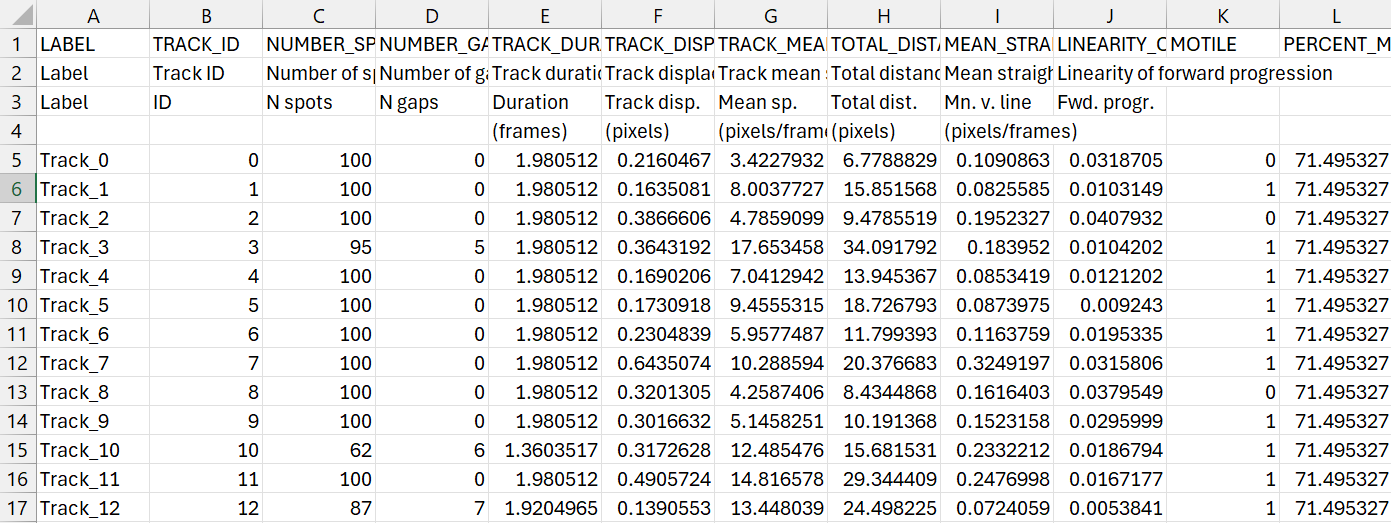 A B C D E F G H I J K L
1 LABEL TRACK_ID NUMBER_SP NUMBER_GA TRACK_DUR TRACK_DISP TRACK_MEA TOTAL_DISTA MEAN_STRAI LINEARITY_O MOTILE PERCENT_M
2 Label Track ID Number of sp Number of ga Track duratio Track displa Track mean s Total distanc Mean straigh Linearity of forward progression
3 Label ID N spots N gaps Duration Track disp. Mean sp. Total dist. Mn. v. line Fwd. progr.
4 (frames) (pixels) (pixels/frame (pixels) (pixels/frames)
5 Track_0 0 100 0 1.980512 0.2160467 3.4227932 6.7788829 0.1090863 0.0318705 0 71.495327
6 Track_1 1 100 0 1.980512 0.1635081 8.0037727 15.851568 0.0825585 0.0103149 1 71.495327
7 Track_2 2 100 0 1.980512 0.3866606 4.7859099 9.4785519 0.1952327 0.0407932 0 71.495327
8 Track_3 3 95 5 1.980512 0.3643192 17.653458 34.091792 0.183952 0.0104202 1 71.495327
9 Track_4 4 100 0 1.980512 0.1690206 7.0412942 13.945367 0.0853419 0.0121202 1 71.495327
10 Track_5 5 100 0 1.980512 0.1730918 9.4555315 18.726793 0.0873975 0.009243 1 71.495327
11 Track_6 6 100 0 1.980512 0.2304839 5.9577487 11.799393 0.1163759 0.0195335 1 71.495327
12 Track_7 7 100 0 1.980512 0.6435074 10.288594 20.376683 0.3249197 0.0315806 1 71.495327
13 Track_8 8 100 0 1.980512 0.3201305 4.2587406 8.4344868 0.1616403 0.0379549 0 71.495327
14 Track_9 9 100 0 1.980512 0.3016632 5.1458251 10.191368 0.1523158 0.0295999 1 71.495327
15 Track_10 10 62 6 1.3603517 0.3172628 12.485476 15.681531 0.2332212 0.0186794 1 71.495327
16 Track_11 11 100 0 1.980512 0.4905724 14.816578 29.344409 0.2476998 0.0167177 1 71.495327
17 Track_12 12 87 7 1.9204965 0.1390553 13.448039 24.498225 0.0724059 0.0053841 1 71.495327